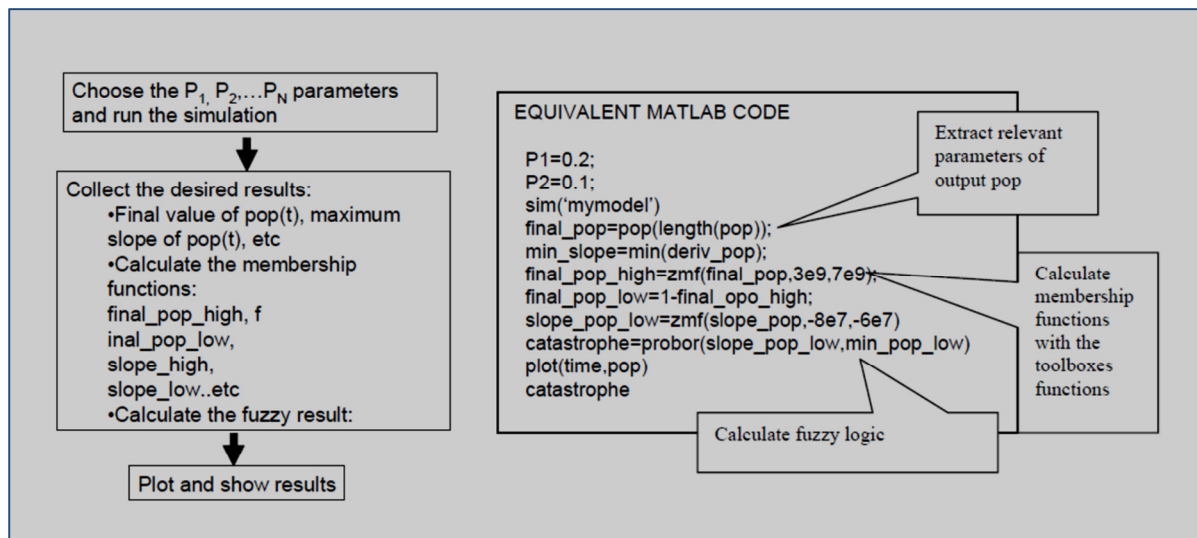 Choose the P1, P2,...PN parameters
and run the simulation
Collect the desired results:
•Final value of pop(t), maximum
slope of pop(t), etc
•Calculate the membership
functions:
final_pop_high, f
inal_pop_low,
slope_high,
slope_low..etc
•Calculate the fuzzy result:
Plot and show results
EQUIVALENT MATLAB CODE
P1=0.2;
P2=0.1;
sim(‘mymodel’)
final_pop=pop(length(pop));
min_slope=min(deriv_pop);
final_pop_high=zmf(final_pop,3e9,7e9);
final_pop_low=1-final_opo_high;
slope_pop_low=zmf(slope_pop,-8e7,-6e7)
catastrophe=probor(slope_pop_low,min_pop_low)
plot(time,pop)
catastrophe
Extract relevant
parameters of
output pop
Calculate
membership
functions
with the
toolboxes
functions
Calculate fuzzy logic